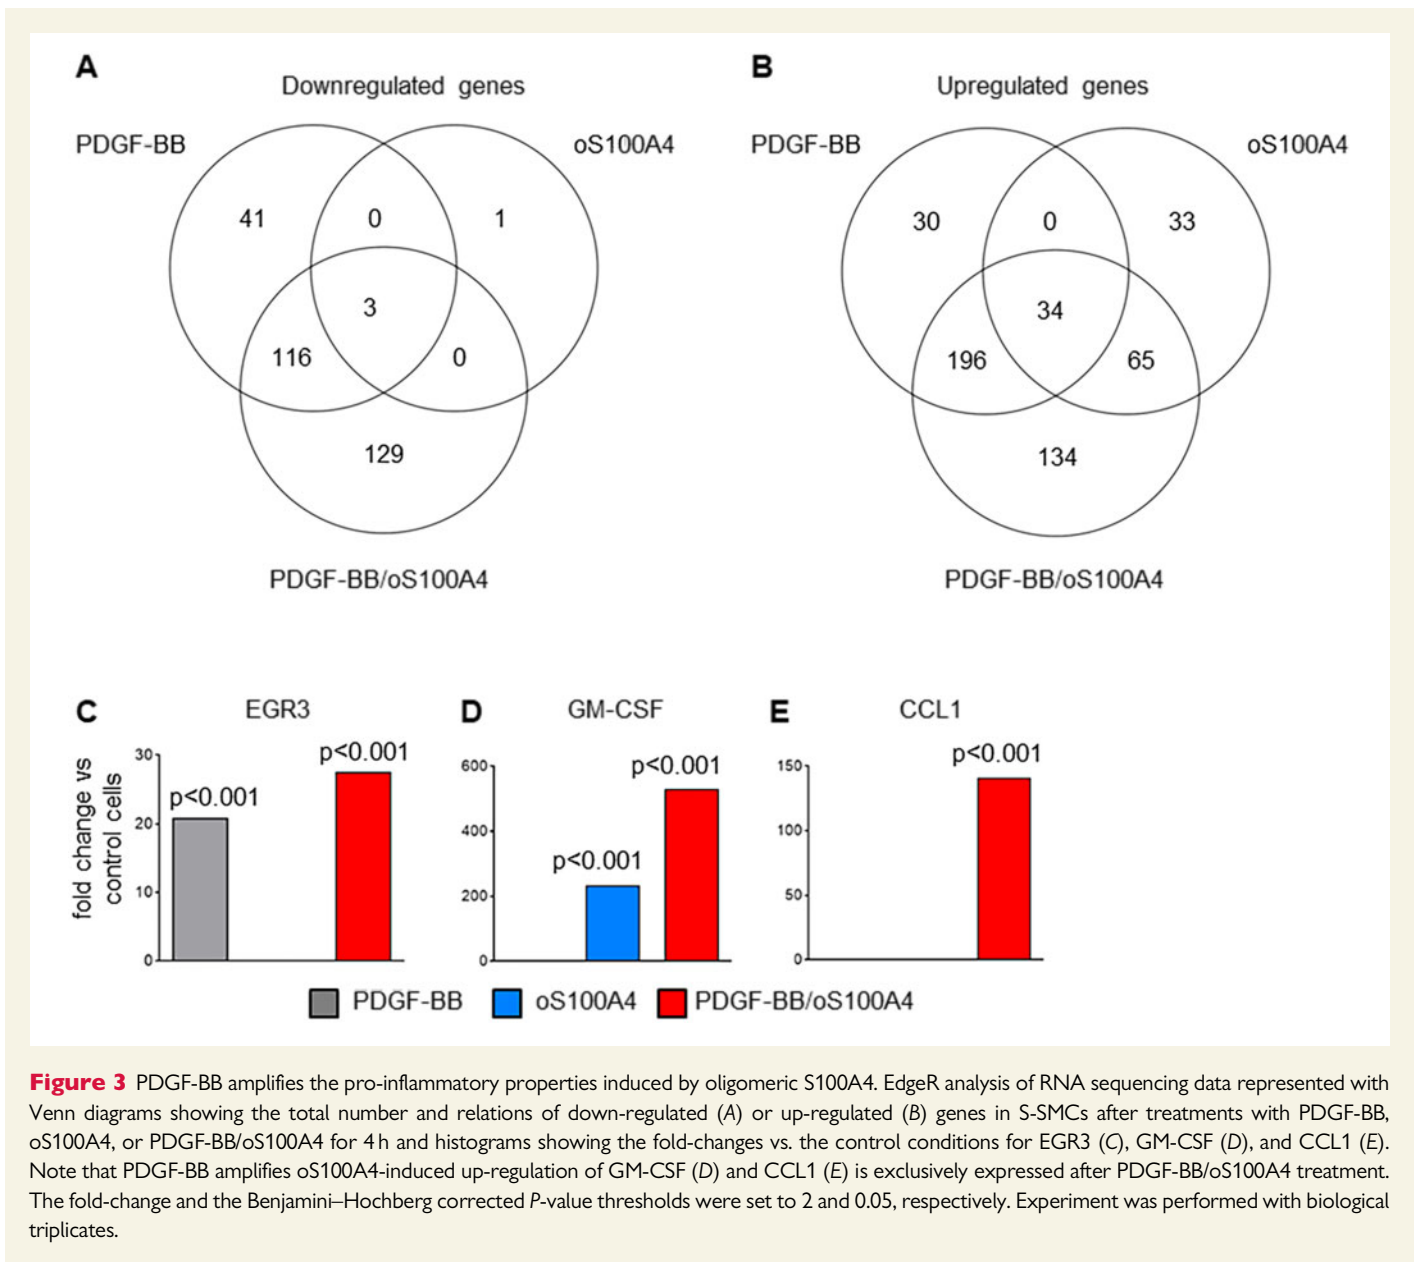 A
Downregulated genes
PDGF-BB
oS100A4
41
0
1
3
116
0
129
PDGF-BB/oS100A4
B
Upregulated genes
PDGF-BB
oS100A4
30
0
33
34
196
65
134
PDGF-BB/oS100A4
C
EGR3
fold change vs
control cells
30
20
10
0
p<0.001
p<0.001
D
GM-CSF
600
400
200
0
p<0.001
p<0.001
E
CCL1
150
100
50
0
p<0.001
PDGF-BB
oS100A4
PDGF-BB/oS100A4
Figure 3 PDGF-BB amplifies the pro-inflammatory properties induced by oligomeric S100A4. EdgeR analysis of RNA sequencing data represented with
Venn diagrams showing the total number and relations of down-regulated (A) or up-regulated (B) genes in S-SMCs after treatments with PDGF-BB,
oS100A4, or PDGF-BB/oS100A4 for 4 h and histograms showing the fold-changes vs. the control conditions for EGR3 (C), GM-CSF (D), and CCL1 (E).
Note that PDGF-BB amplifies oS100A4-induced up-regulation of GM-CSF (D) and CCL1 (E) is exclusively expressed after PDGF-BB/oS100A4 treatment.
The fold-change and the Benjamini–Hochberg corrected P-value thresholds were set to 2 and 0.05, respectively. Experiment was performed with biological
triplicates.